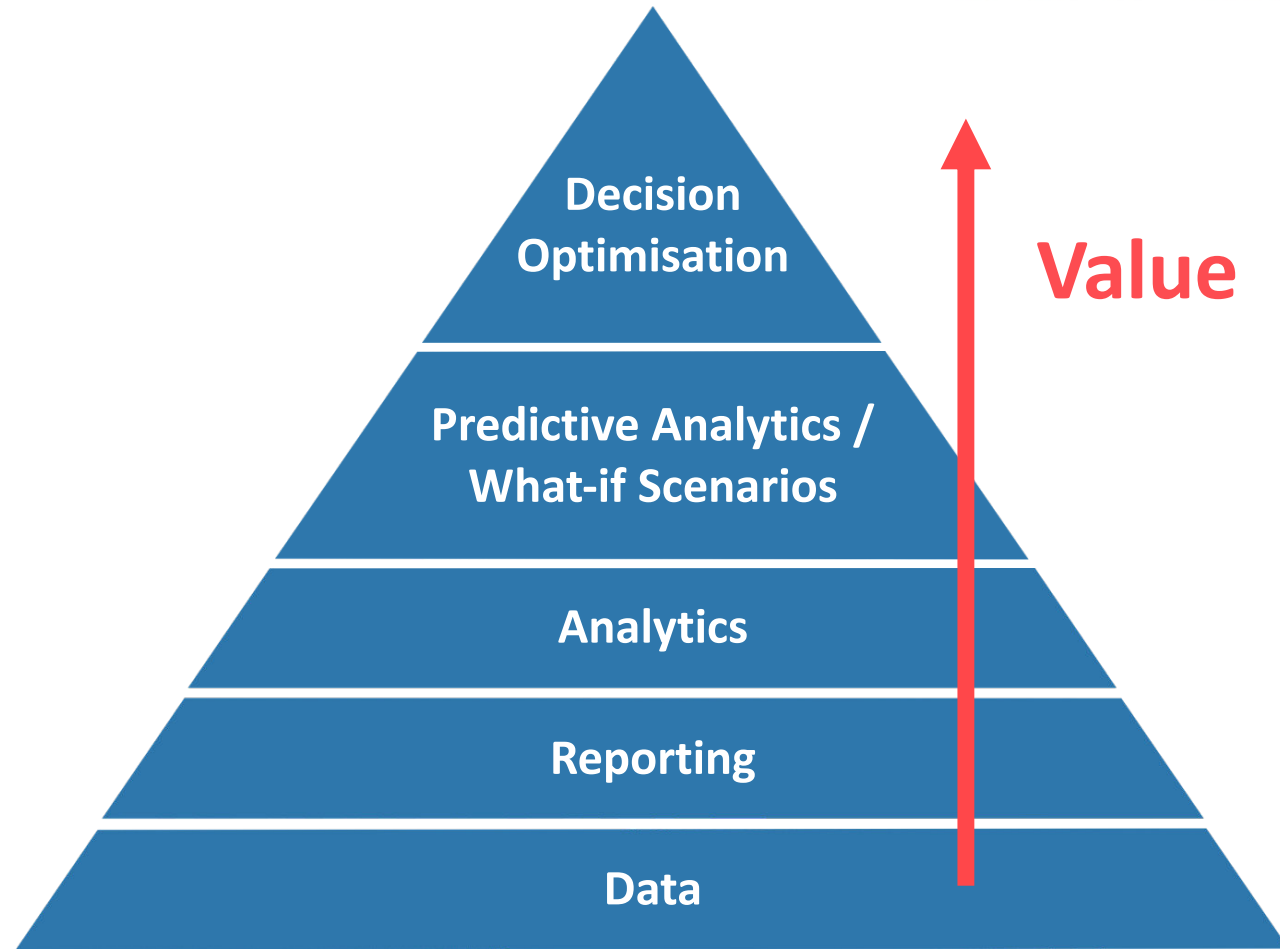 Decision
Optimisation
Value
Predictive Analytics /
What-if Scenarios
Analytics
Reporting
Data